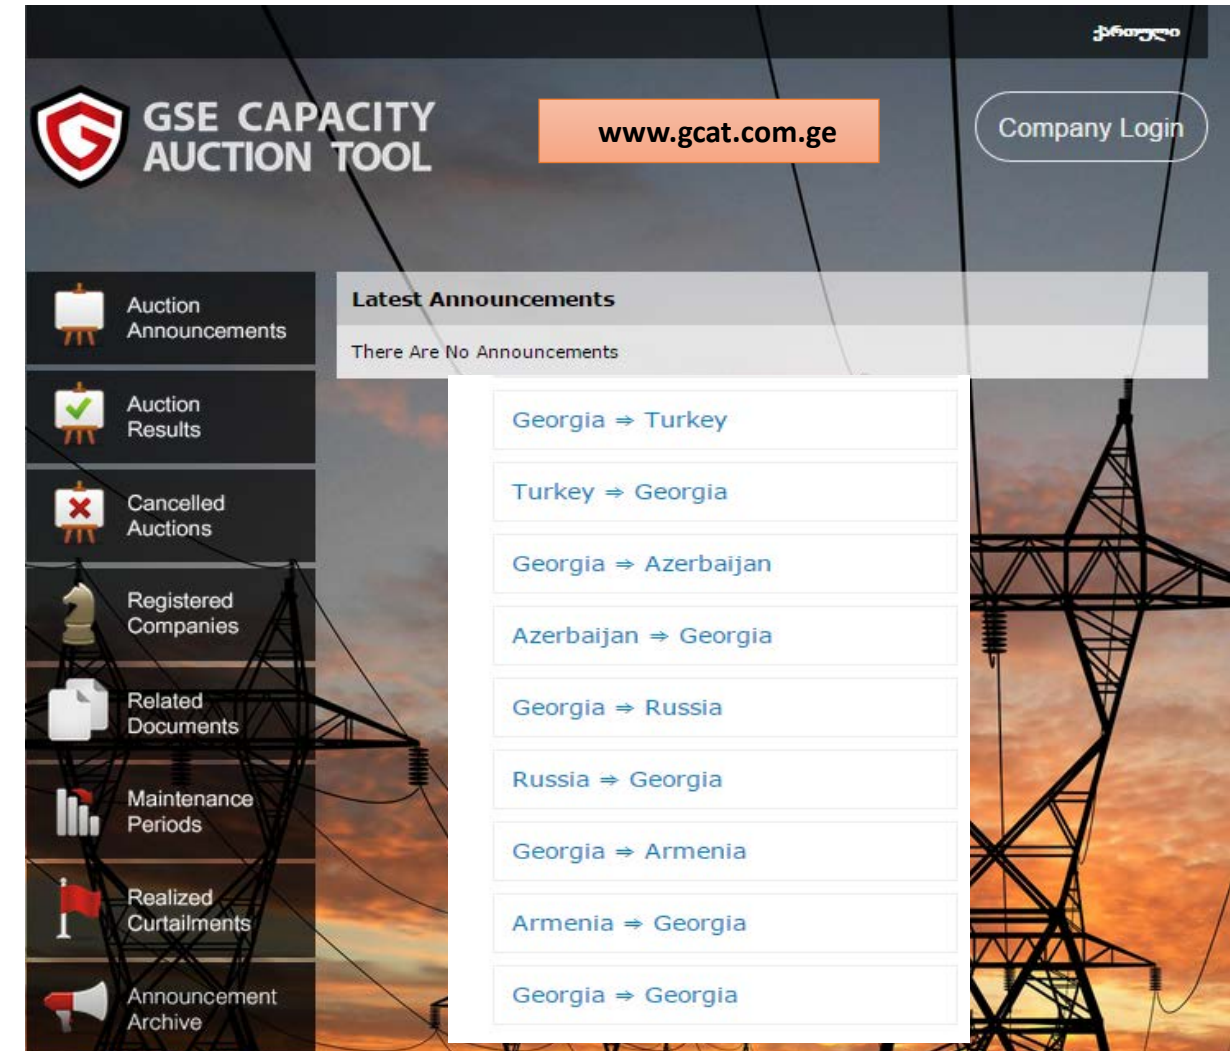 ქართული
GSE CAPACITY
AUCTION TOOL
www.gcat.com.ge
Company Login
Auction
Announcements
Auction
Results
Cancelled
Auctions
Registered
Companies
Related
Documents
Maintenance
Periods
Realized
Curtailments
Announcement
Archive
Latest Announcements
There Are No Announcements
Georgia ⇒ Turkey
Turkey ⇒ Georgia
Georgia ⇒ Azerbaijan
Azerbaijan ⇒ Georgia
Georgia ⇒ Russia
Russia ⇒ Georgia
Georgia ⇒ Armenia
Armenia ⇒ Georgia
Georgia ⇒ Georgia